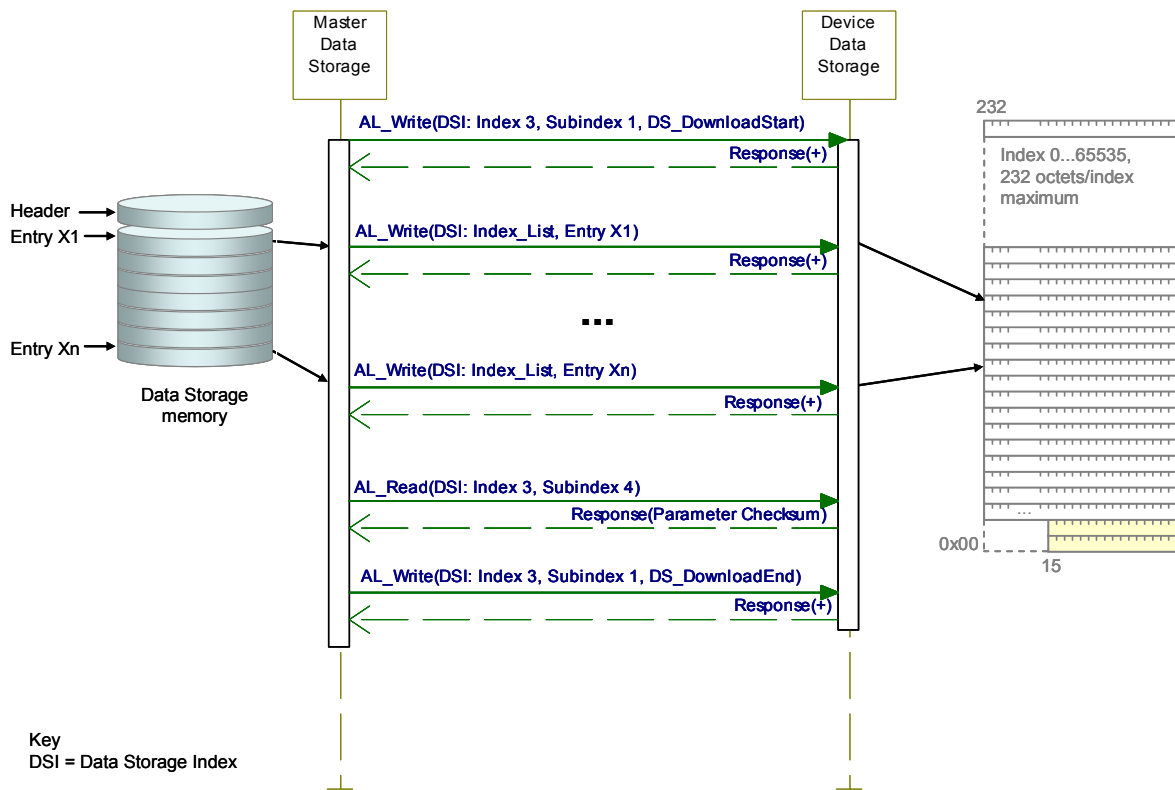 Master
Data
Storage
Device
Data
Storage
232
AL_Write(DSI: Index 3, Subindex 1, DS_DownloadStart)
Response(+)
Index 0...65535,
232 octets/index
maximum
Header
Entry X1
AL_Write(DSI: Index_List, Entry X1)
Response(+)
...
Entry Xn
AL_Write(DSI: Index_List, Entry Xn)
Response(+)
Data Storage
memory
AL_Read(DSI: Index 3, Subindex 4)
Response(Parameter Checksum)
...
0x00
15
AL_Write(DSI: Index 3, Subindex 1, DS_DownloadEnd)
Response(+)
Key
DSI = Data Storage Index